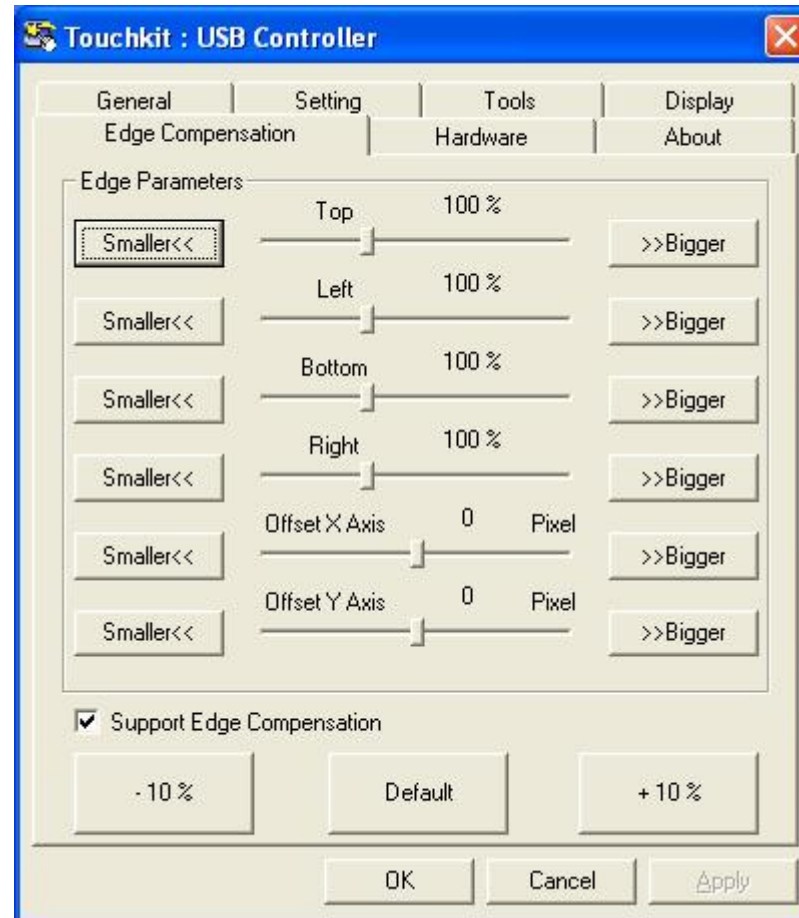 Touchkit : USB Controller
General Setting Tools Display
Edge Compensation Hardware About
Edge Parameters
Top 100 %
Smaller<< >>Bigger
Left 100 %
Smaller<< >>Bigger
Bottom 100 %
Smaller<< >>Bigger
Right 100 %
Smaller<< >>Bigger
Offset X Axis 0 Pixel
Smaller<< >>Bigger
Offset Y Axis 0 Pixel
Smaller<< >>Bigger
Support Edge Compensation
- 10 % Default + 10 %
OK Cancel Apply